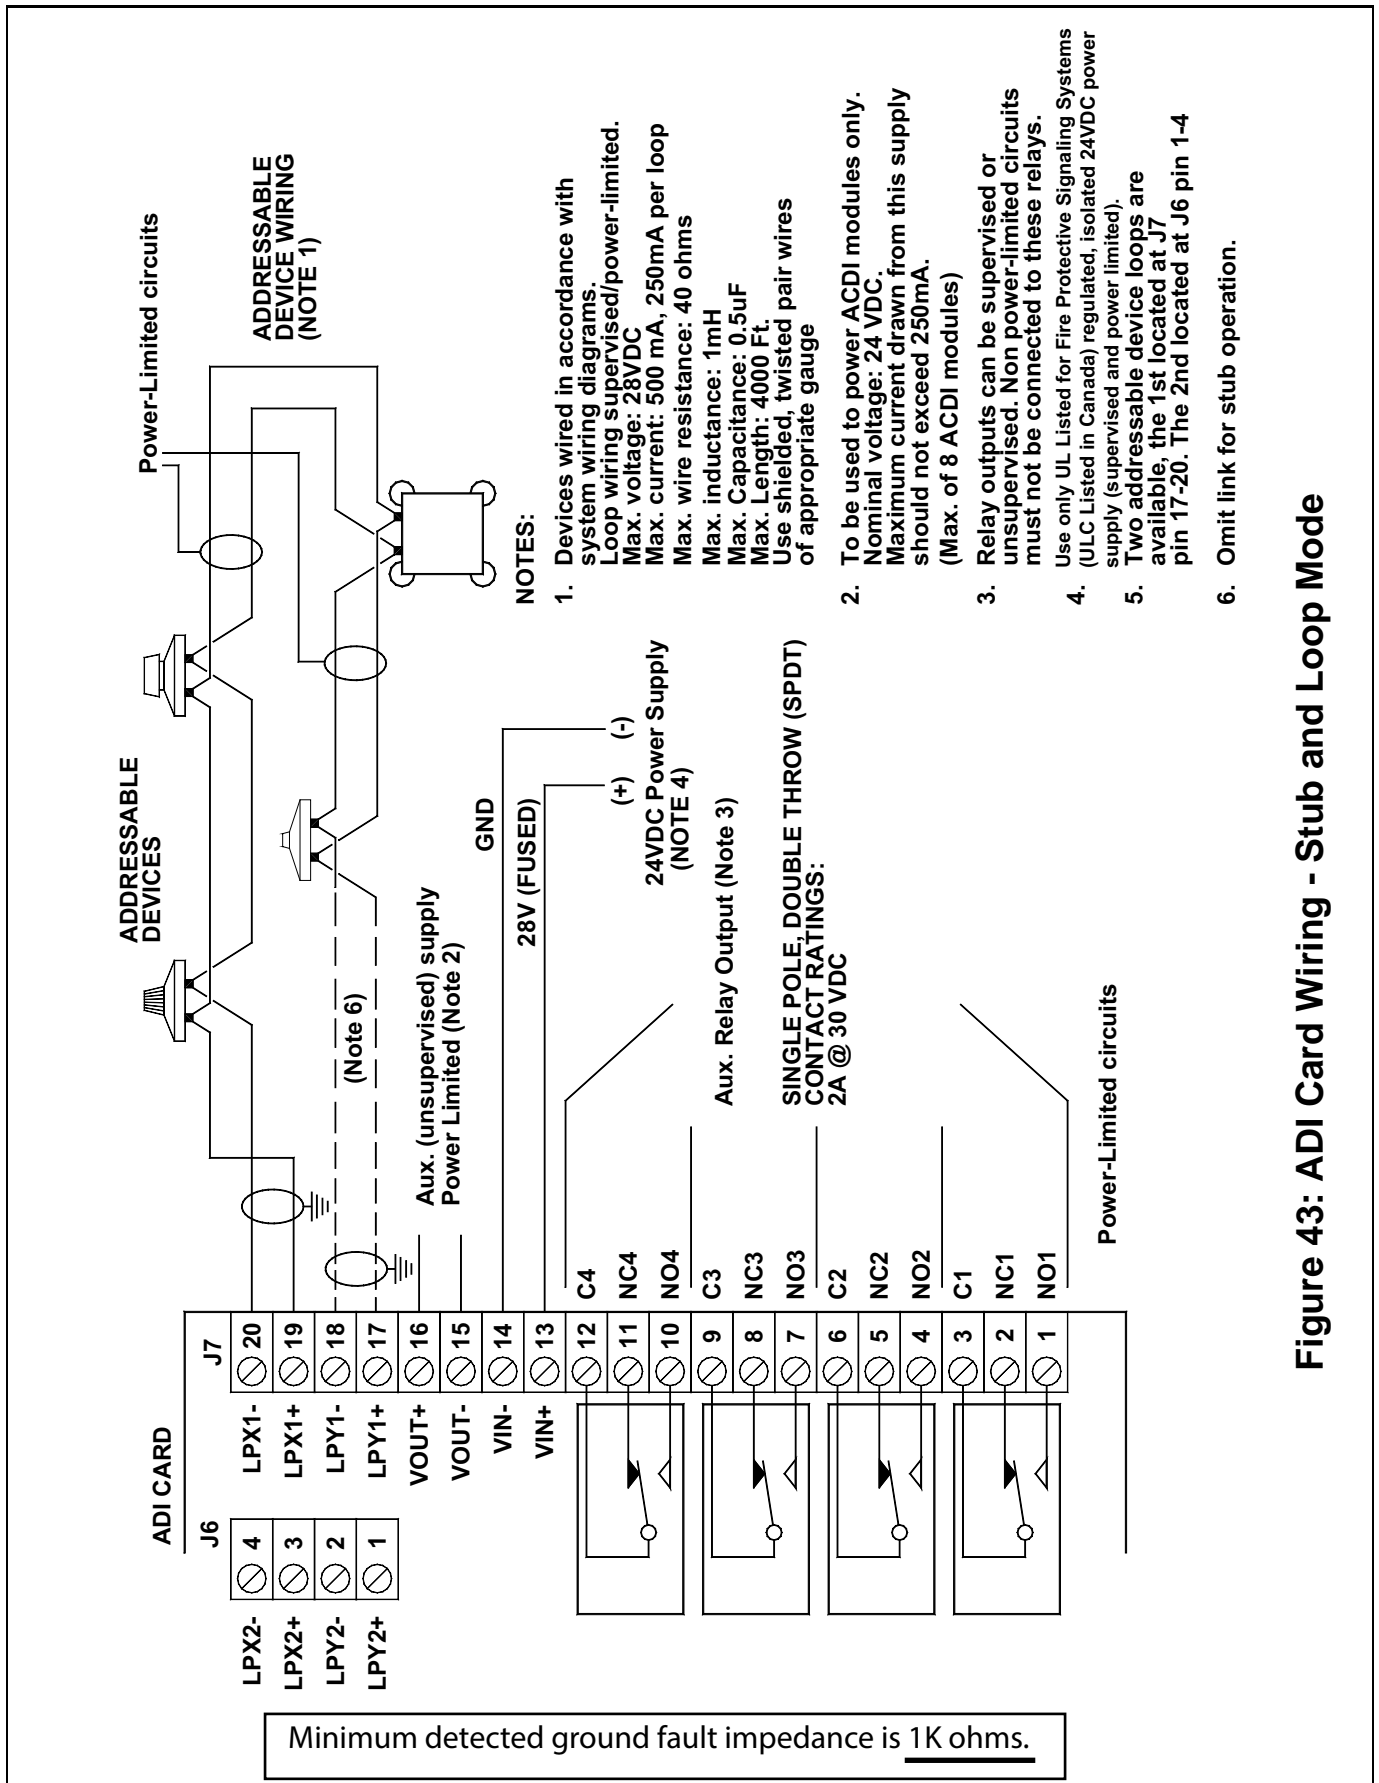 Power-Limited circuits
ADDRESSABLE
DEVICE WIRING
(NOTE 1)
ADDRESSABLE
DEVICES
(Note 6)
Aux. (unsupervised) supply
Power Limited (Note 2)
GND
28V (FUSED)
(+)
(-)
24VDC Power Supply
(NOTE 4)
Aux. Relay Output (Note 3)
SINGLE POLE, DOUBLE THROW (SPDT)
CONTACT RATINGS:
2A @ 30 VDC
Power-Limited circuits
ADI CARD
J6
J7
LPX2- 4
LPX2+ 3
LPY2- 2
LPY2+ 1
LPX1- 20
LPX1+ 19
LPY1- 18
LPY1+ 17
VOUT+ 16
VOUT- 15
VIN- 14
VIN+ 13
12 C4
11 NC4
10 NO4
9 C3
8 NC3
7 NO3
6 C2
5 NC2
4 NO2
3 C1
2 NC1
1 NO1
NOTES:
1. Devices wired in accordance with
system wiring diagrams.
Loop wiring supervised/power-limited.
Max. voltage: 28VDC
Max. current: 500 mA, 250mA per loop
Max. wire resistance: 40 ohms
Max. inductance: 1mH
Max. Capacitance: 0.5uF
Max. Length: 4000 Ft.
Use shielded, twisted pair wires
of appropriate gauge
2. To be used to power ACDI modules only.
Nominal voltage: 24 VDC.
Maximum current drawn from this supply
should not exceed 250mA.
(Max. of 8 ACDI modules)
3. Relay outputs can be supervised or
unsupervised. Non power-limited circuits
must not be connected to these relays.
4. Use only UL Listed for Fire Protective Signaling Systems
(ULC Listed in Canada) regulated, isolated 24VDC power
supply (supervised and power limited).
5. Two addressable device loops are
available, the 1st located at J7
pin 17-20. The 2nd located at J6 pin 1-4
6. Omit link for stub operation.
Figure 43: ADI Card Wiring - Stub and Loop Mode
Minimum detected ground fault impedance is 1K ohms.